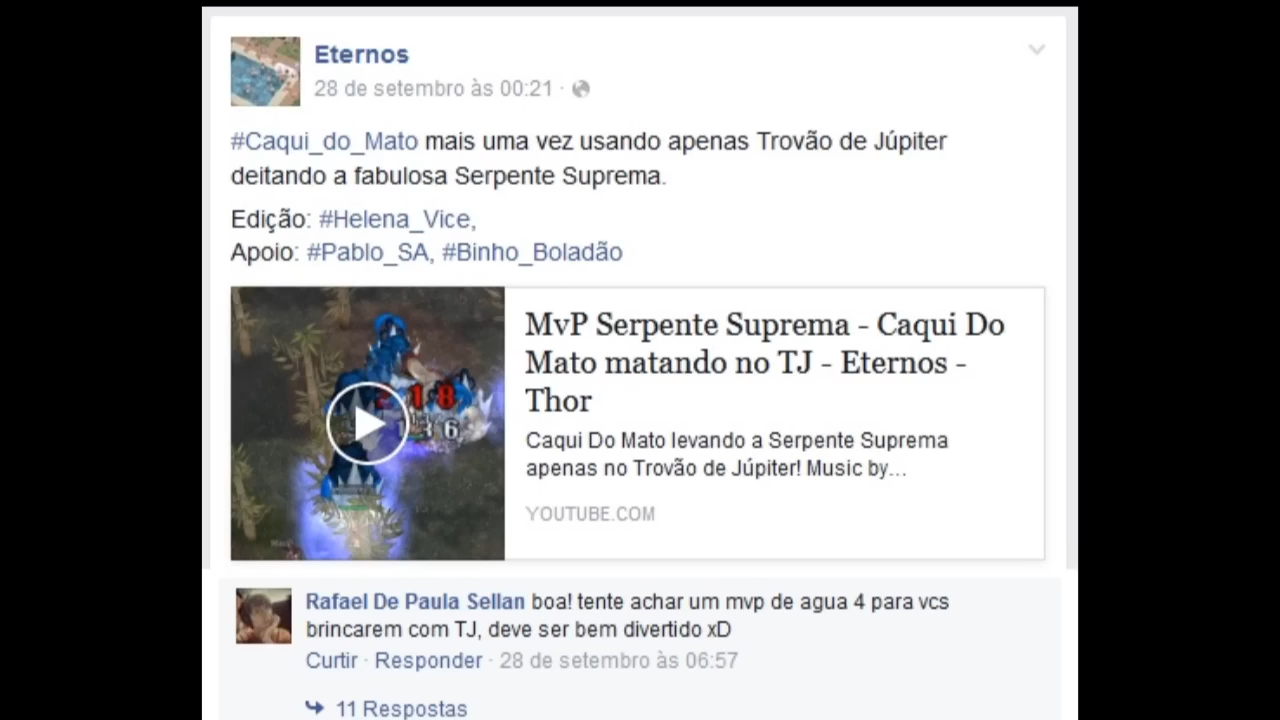 Eternos
28 de setembro às 00:21 ·
#Caqui_do_Mato mais uma vez usando apenas Trovão de Júpiter
deitando a fabulosa Serpente Suprema.
Edição: #Helena_Vice,
Apoio: #Pablo_SA, #Binho_Boladão
MvP Serpente Suprema - Caqui Do
Mato matando no TJ - Eternos -
Thor
Caqui Do Mato levando a Serpente Suprema
apenas no Trovão de Júpiter! Music by...
YOUTUBE.COM
Rafael De Paula Sellan boa! tente achar um mvp de agua 4 para vcs
brincarem com TJ, deve ser bem divertido xD
Curtir · Responder · 28 de setembro às 06:57
11 Respostas